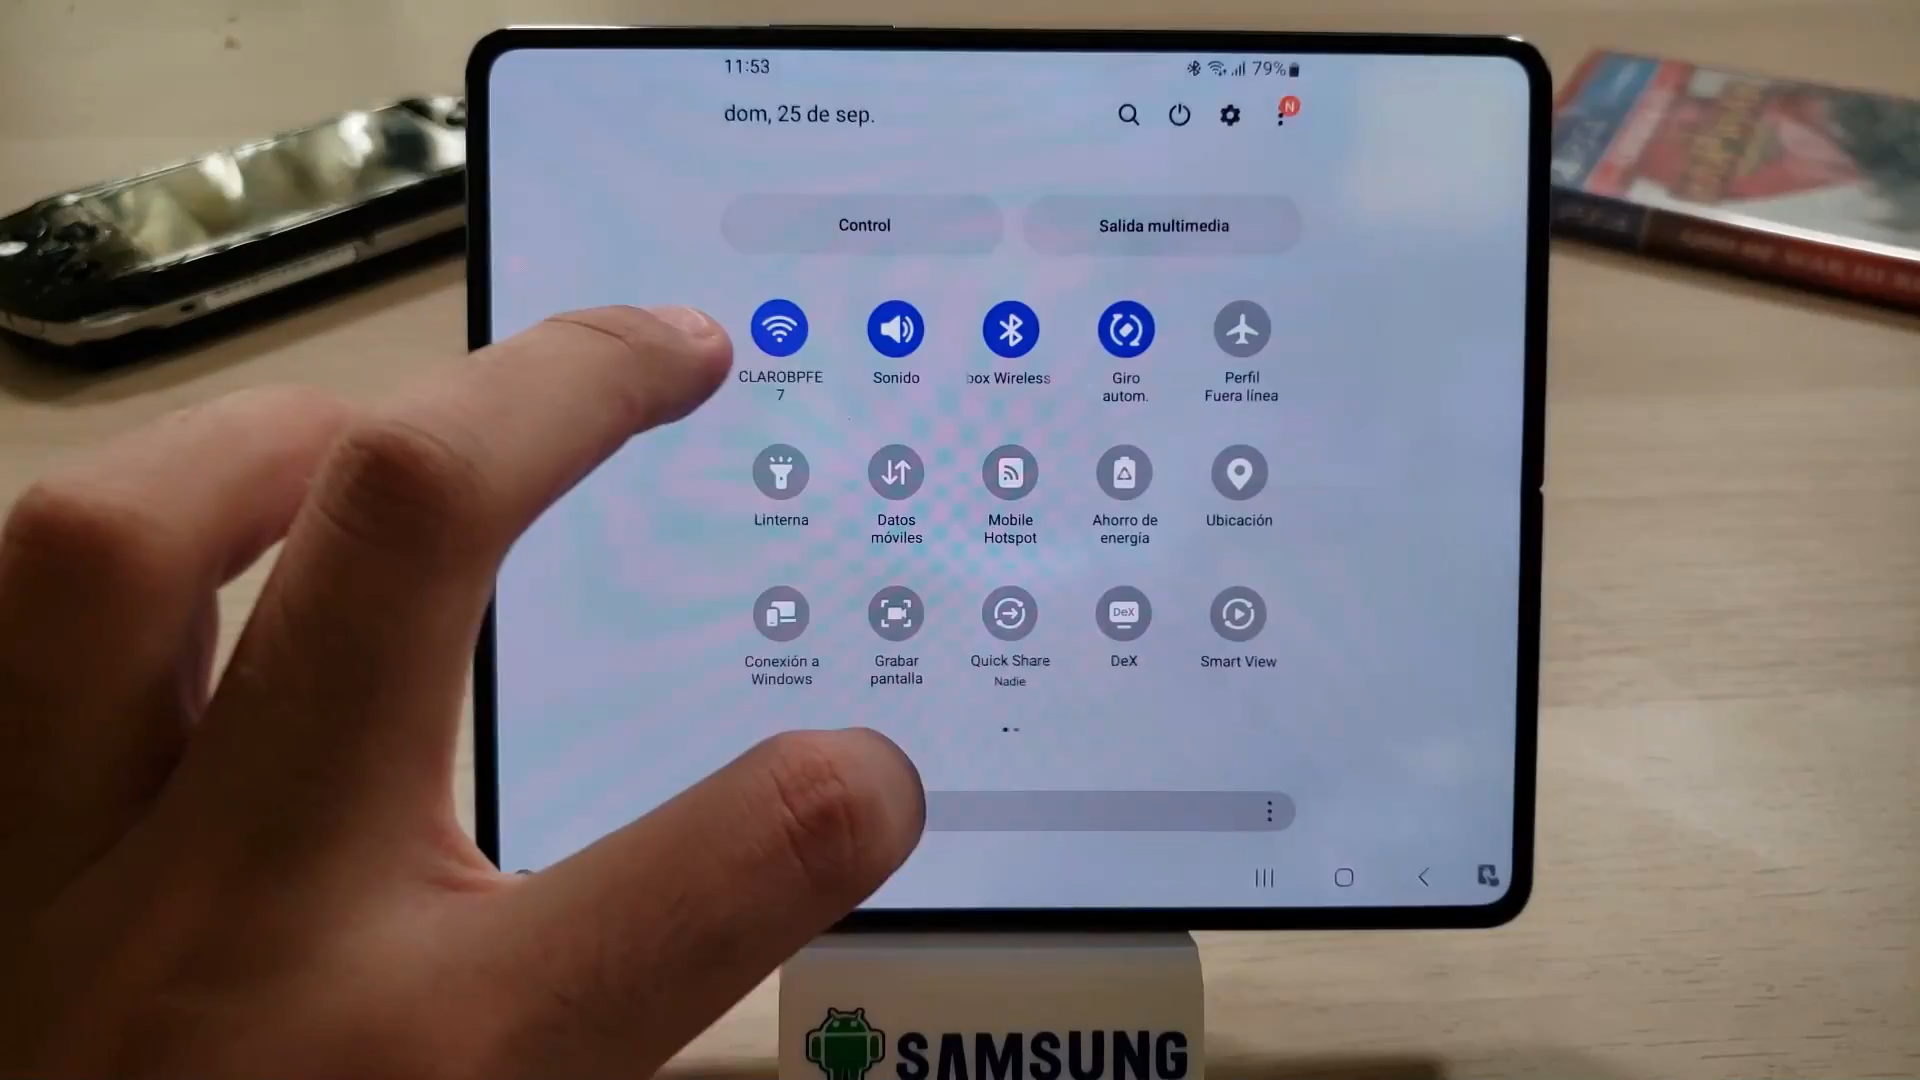 11:53
79%
dom, 25 de sep.
N
Control
Salida multimedia
CLAROBPFE
7
Sonido
box Wireless
Giro
autom.
Perfil
Fuera línea
Linterna
Datos
móviles
Mobile
Hotspot
Ahorro de
energía
Ubicación
Conexión a
Windows
Grabar
pantalla
Quick Share
Nadie
DeX
DeX
Smart View
SAMSUNG